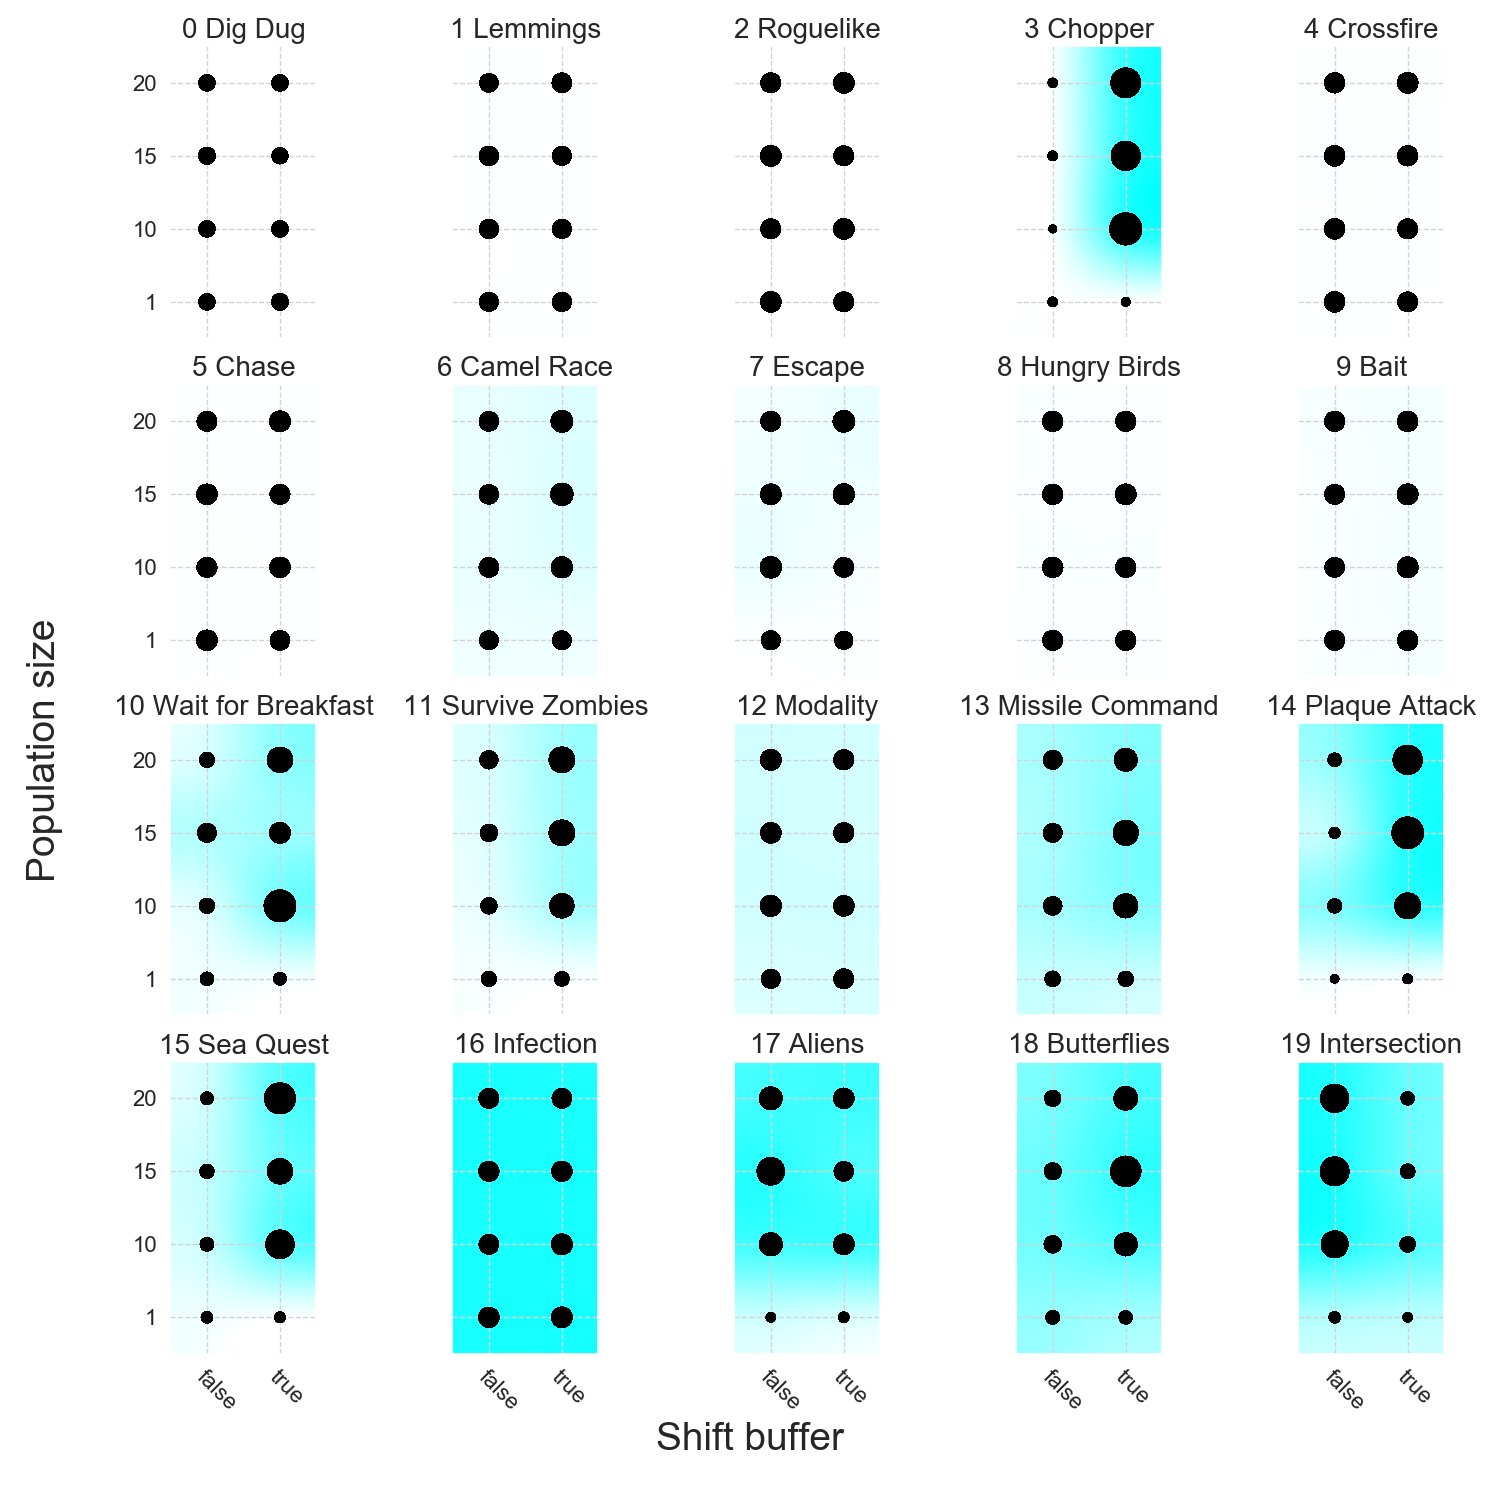 0 Dig Dug
1 Lemmings
2 Roguelike
3 Chopper
4 Crossfire
20
15
10
1
5 Chase
6 Camel Race
7 Escape
8 Hungry Birds
9 Bait
20
15
10
1
10 Wait for Breakfast
11 Survive Zombies
12 Modality
13 Missile Command
14 Plaque Attack
20
15
10
1
15 Sea Quest
16 Infection
17 Aliens
18 Butterflies
19 Intersection
20
15
10
1
false
true
false
true
false
true
false
true
false
true
Population size
Shift buffer